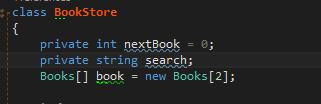 class BookStore
{
private int nextBook = 0;
private string search;
Books[] book = new Books[2];